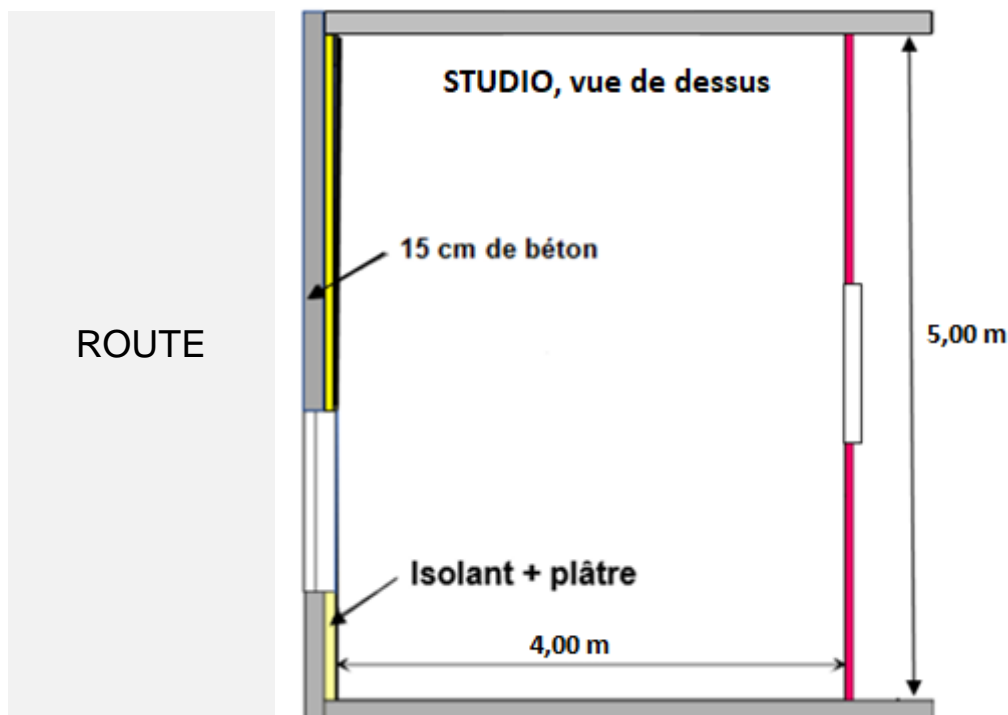 STUDIO, vue de dessus
15 cm de béton
ROUTE
5,00 m
Isolant + plâtre
4,00 m